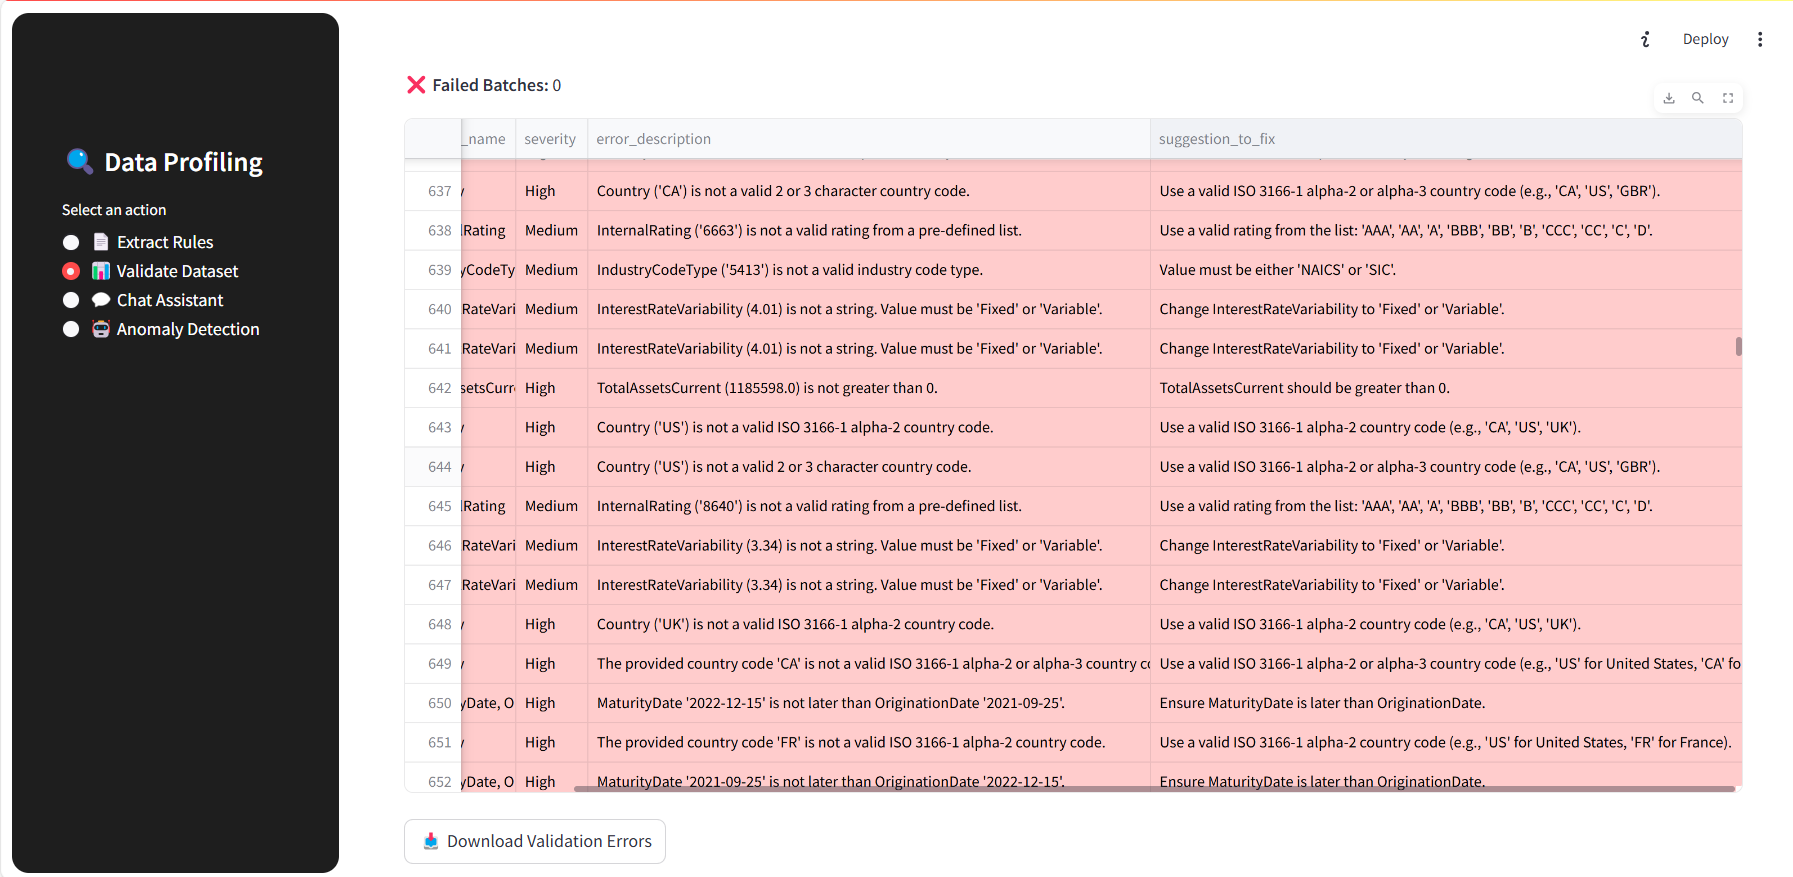 Deploy
Data Profiling
Select an action
Extract Rules
Validate Dataset
Chat Assistant
Anomaly Detection
Failed Batches: 0
_name severity error_description suggestion_to_fix
637 High Country ('CA') is not a valid 2 or 3 character country code. Use a valid ISO 3166-1 alpha-2 or alpha-3 country code (e.g., 'CA', 'US', 'GBR').
638 lRating Medium InternalRating ('6663') is not a valid rating from a pre-defined list. Use a valid rating from the list: 'AAA', 'AA', 'A', 'BBB', 'BB', 'B', 'CCC', 'CC', 'C', 'D'.
639 yCodeTy Medium IndustryCodeType ('5413') is not a valid industry code type. Value must be either 'NAICS' or 'SIC'.
640 RateVari Medium InterestRateVariability (4.01) is not a string. Value must be 'Fixed' or 'Variable'. Change InterestRateVariability to 'Fixed' or 'Variable'.
641 RateVari Medium InterestRateVariability (4.01) is not a string. Value must be 'Fixed' or 'Variable'. Change InterestRateVariability to 'Fixed' or 'Variable'.
642 setsCurr High TotalAssetsCurrent (1185598.0) is not greater than 0. TotalAssetsCurrent should be greater than 0.
643 High Country ('US') is not a valid ISO 3166-1 alpha-2 country code. Use a valid ISO 3166-1 alpha-2 country code (e.g., 'CA', 'US', 'UK').
644 High Country ('US') is not a valid 2 or 3 character country code. Use a valid ISO 3166-1 alpha-2 or alpha-3 country code (e.g., 'CA', 'US', 'GBR').
645 lRating Medium InternalRating ('8640') is not a valid rating from a pre-defined list. Use a valid rating from the list: 'AAA', 'AA', 'A', 'BBB', 'BB', 'B', 'CCC', 'CC', 'C', 'D'.
646 RateVari Medium InterestRateVariability (3.34) is not a string. Value must be 'Fixed' or 'Variable'. Change InterestRateVariability to 'Fixed' or 'Variable'.
647 RateVari Medium InterestRateVariability (3.34) is not a string. Value must be 'Fixed' or 'Variable'. Change InterestRateVariability to 'Fixed' or 'Variable'.
648 High Country ('UK') is not a valid ISO 3166-1 alpha-2 country code. Use a valid ISO 3166-1 alpha-2 country code (e.g., 'CA', 'US', 'UK').
649 High The provided country code 'CA' is not a valid ISO 3166-1 alpha-2 or alpha-3 country co Use a valid ISO 3166-1 alpha-2 or alpha-3 country code (e.g., 'US' for United States, 'CA' fo
650 yDate, O High MaturityDate '2022-12-15' is not later than OriginationDate '2021-09-25'. Ensure MaturityDate is later than OriginationDate.
651 High The provided country code 'FR' is not a valid ISO 3166-1 alpha-2 country code. Use a valid ISO 3166-1 alpha-2 country code (e.g., 'US' for United States, 'FR' for France).
652 yDate, O High MaturityDate '2021-09-25' is not later than OriginationDate '2022-12-15'. Ensure MaturityDate is later than OriginationDate.
Download Validation Errors